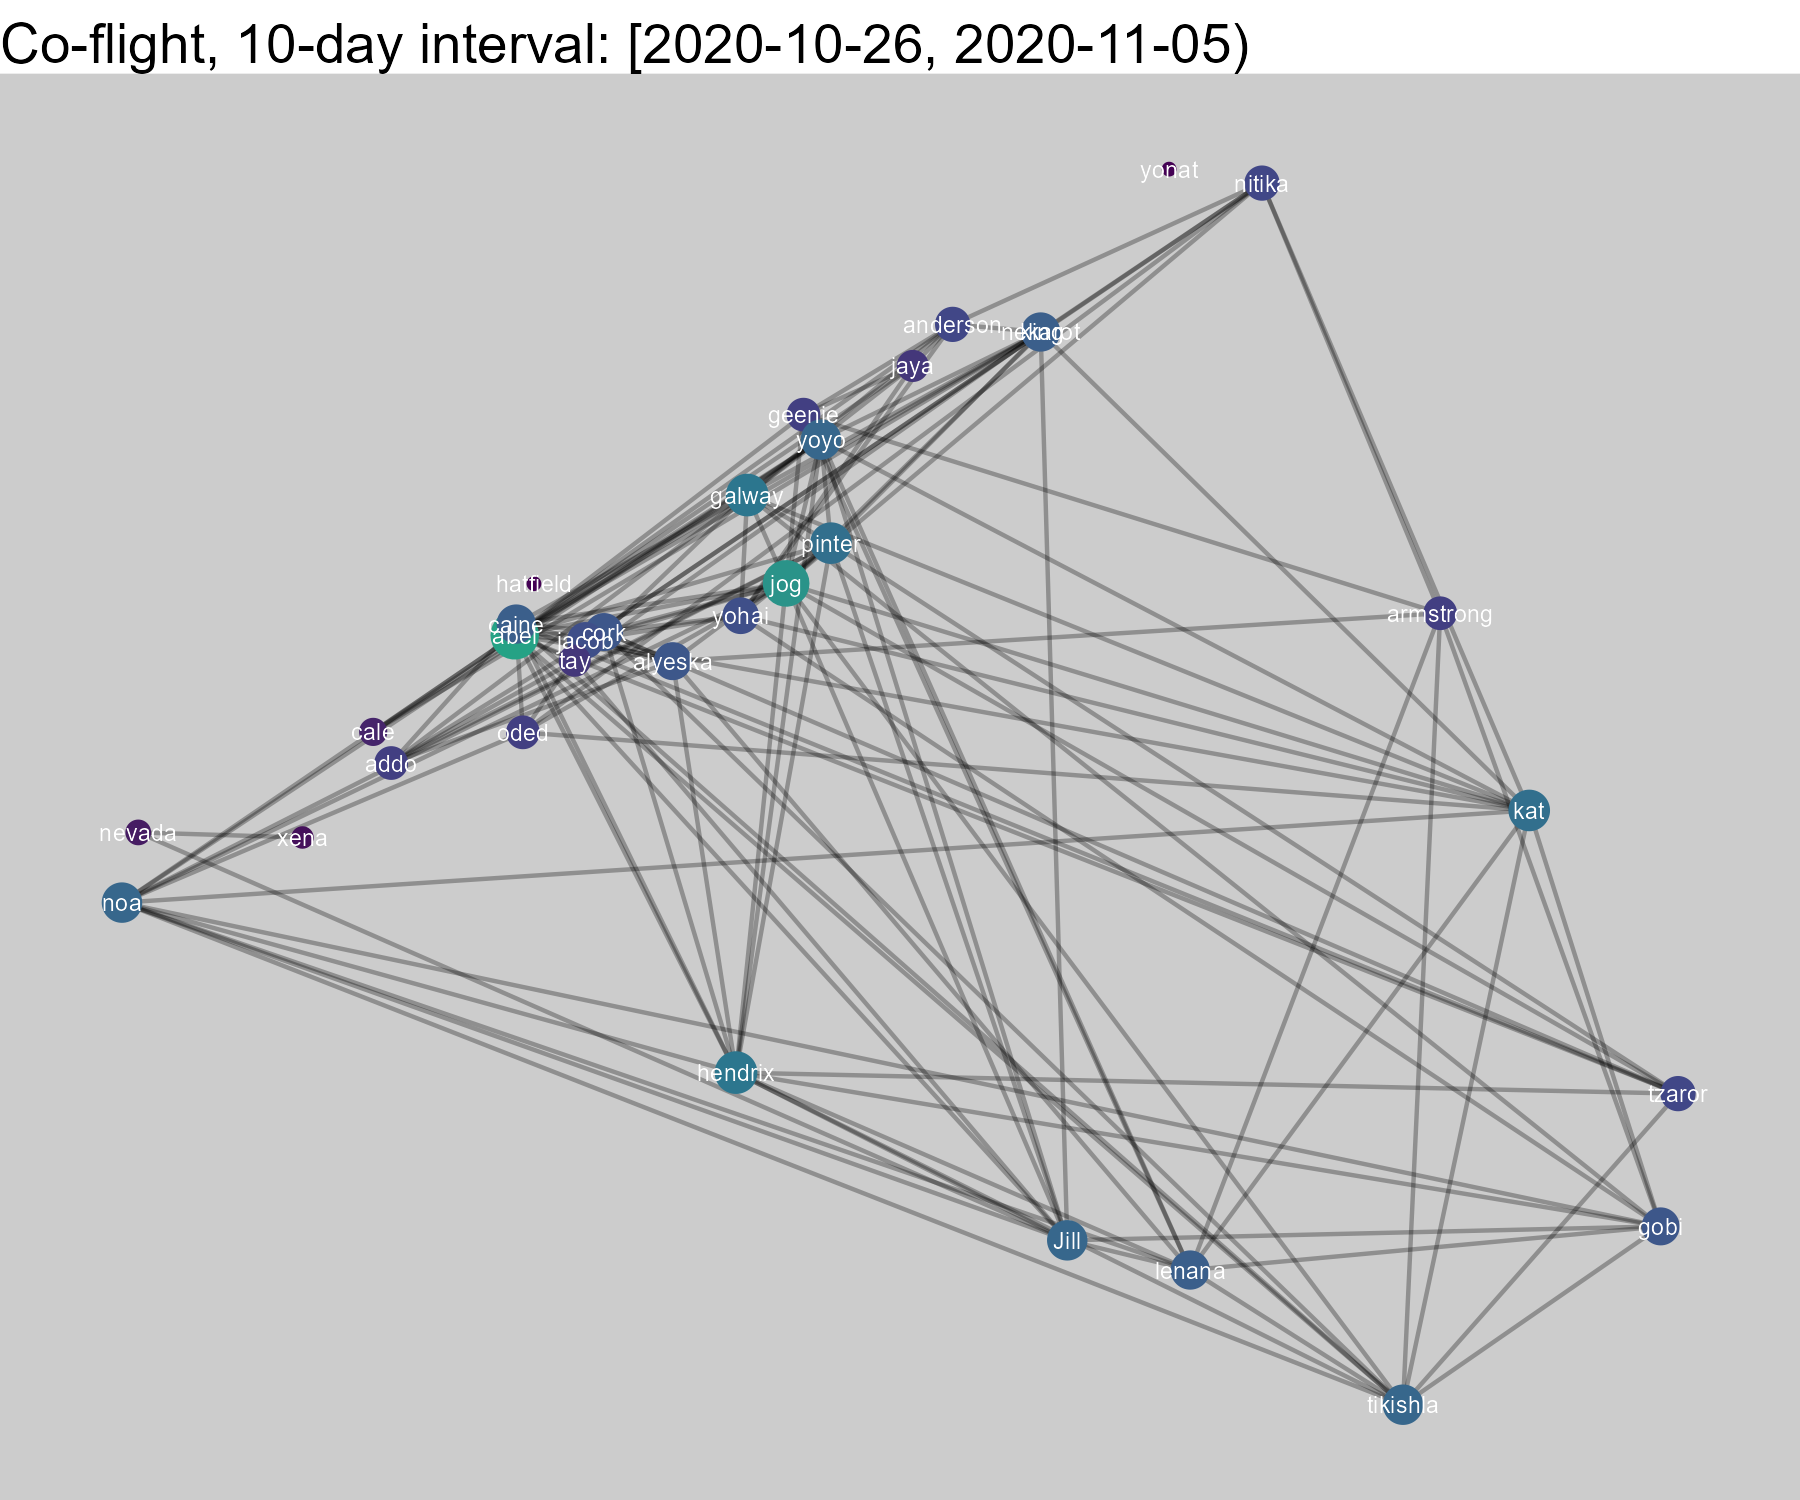 Co-flight, 10-day interval: [2020-10-26, 2020-11-05)
yonat
nitika
anderson
xing
jaya
geenie
yoyo
galway
pinter
hatfield
jog
armstrong
yohai
caine
cork
abel
jacob
tay
alyeska
cale
oded
addo
kat
nevada
xena
noa
hendrix
tzaror
gobi
Jill
lenana
tikishla